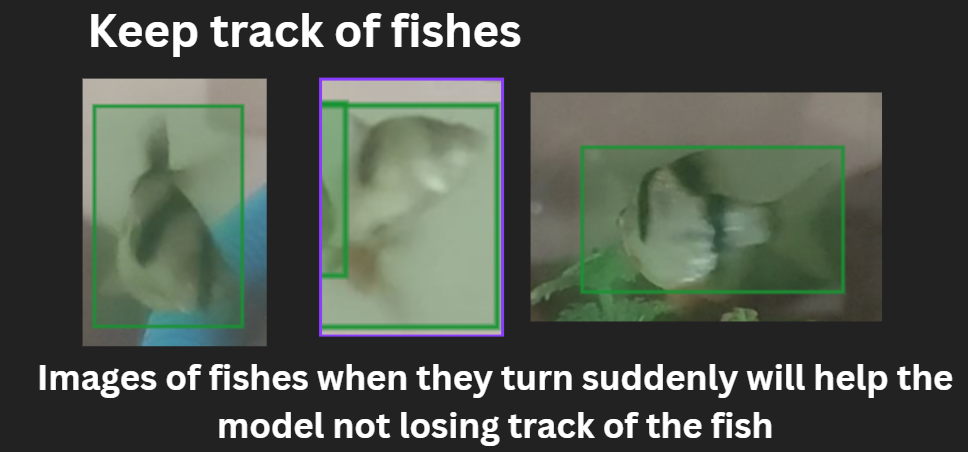 Keep track of fishes
Images of fishes when they turn suddenly will help the
model not losing track of the fish